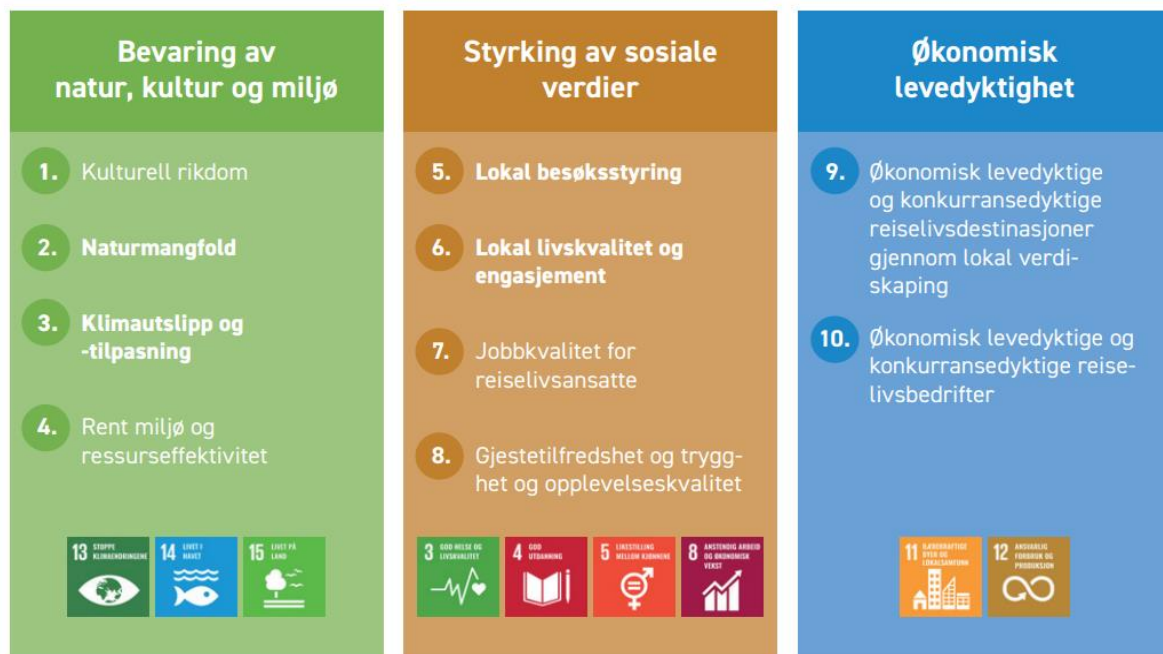 Bevaring av
natur, kultur og miljø
1. Kulturell rikdom
2. Naturmangfold
3. Klimautslipp og
-tilpasning
4. Rent miljø og
ressurseffektivitet
13 STOPPE
KLIMAENDRINGENE
14 LIVET I
HAVET
15 LIVET PÅ
LAND
Styrking av sosiale
verdier
5. Lokal besøksstyring
6. Lokal livskvalitet og
engasjement
7. Jobbkvalitet for
reiselivsansatte
8. Gjestetilfredshet og trygg-
het og opplevelseskvalitet
3 GOD HELSE OG
LIVSKVALITET
4 GOD
UTDANNING
5 LIKESTILLING
MELLOM KJØNNENE
8 ANSTENDIG ARBEID
OG ØKONOMISK
VEKST
Økonomisk
levedyktighet
9. Økonomisk levedyktige
og konkurransedyktige
reiselivsdestinasjoner
gjennom lokal verdi-
skaping
10. Økonomisk levedyktige og
konkurransedyktige reise-
livsbedrifter
11 BÆREKRAFTIGE
BYER OG
LOKALSAMFUNN
12 ANSVARLIG
FORBRUK OG
PRODUKSJON